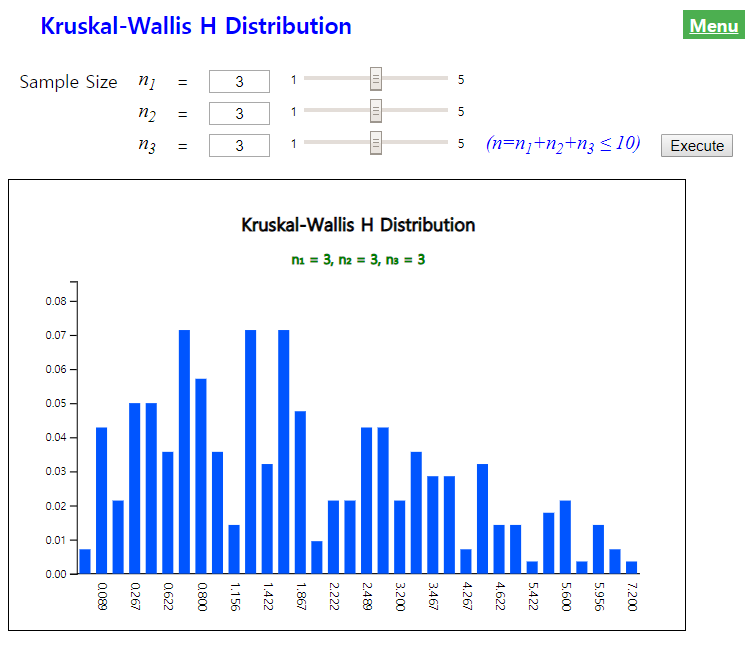 Kruskal-Wallis H Distribution
Menu
Sample Size n1 = 3 1 5
n2 = 3 1 5
n3 = 3 1 5 (n=n1+n2+n3 ≤ 10) Execute
Kruskal-Wallis H Distribution
n₁ = 3, n₂ = 3, n₃ = 3
0.08
0.07
0.06
0.05
0.04
0.03
0.02
0.01
0.00
0.089 0.267 0.622 0.800 1.156 1.422 1.867 2.222 2.489 3.200 3.467 4.267 4.622 5.422 5.600 5.956 7.200